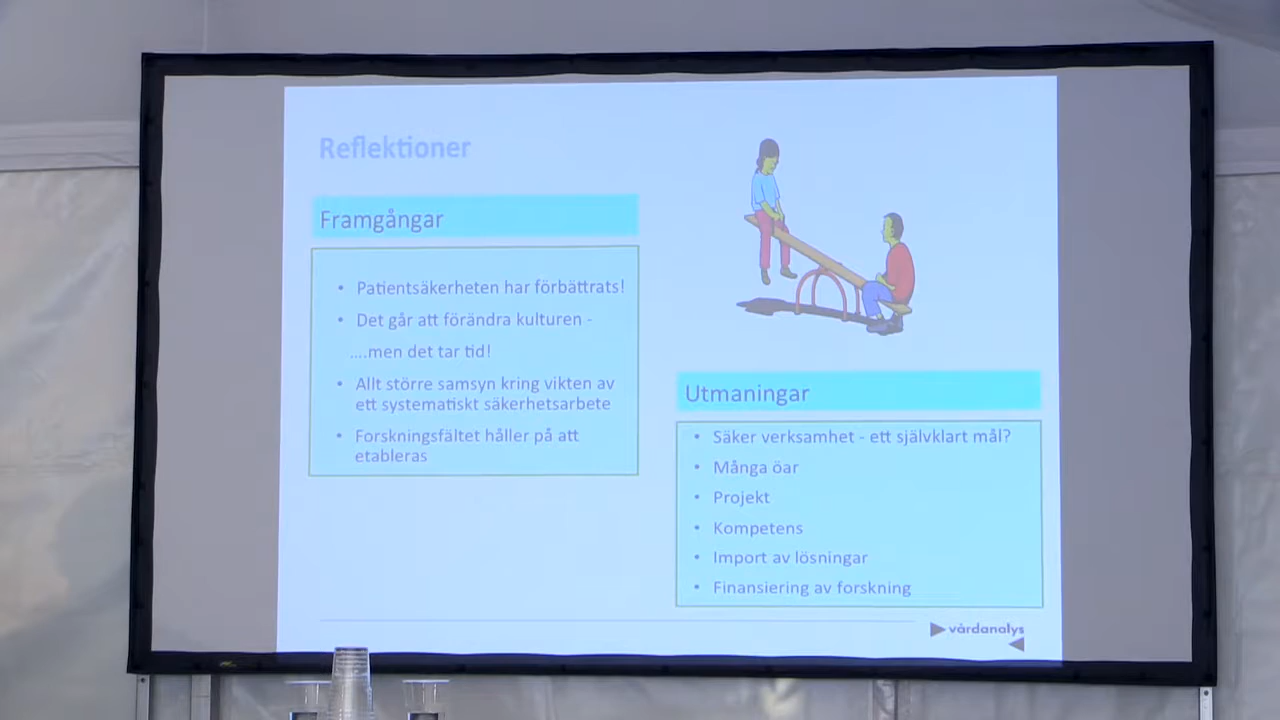 Reflektioner
Framgångar
• Patientsäkerheten har förbättrats!
• Det går att förändra kulturen -
....men det tar tid!
• Allt större samsyn kring vikten av
ett systematiskt säkerhetsarbete
• Forskningsfältet håller på att
etableras
Utmaningar
• Säker verksamhet - ett självklart mål?
• Många öar
• Projekt
• Kompetens
• Import av lösningar
• Finansiering av forskning
vårdanalys